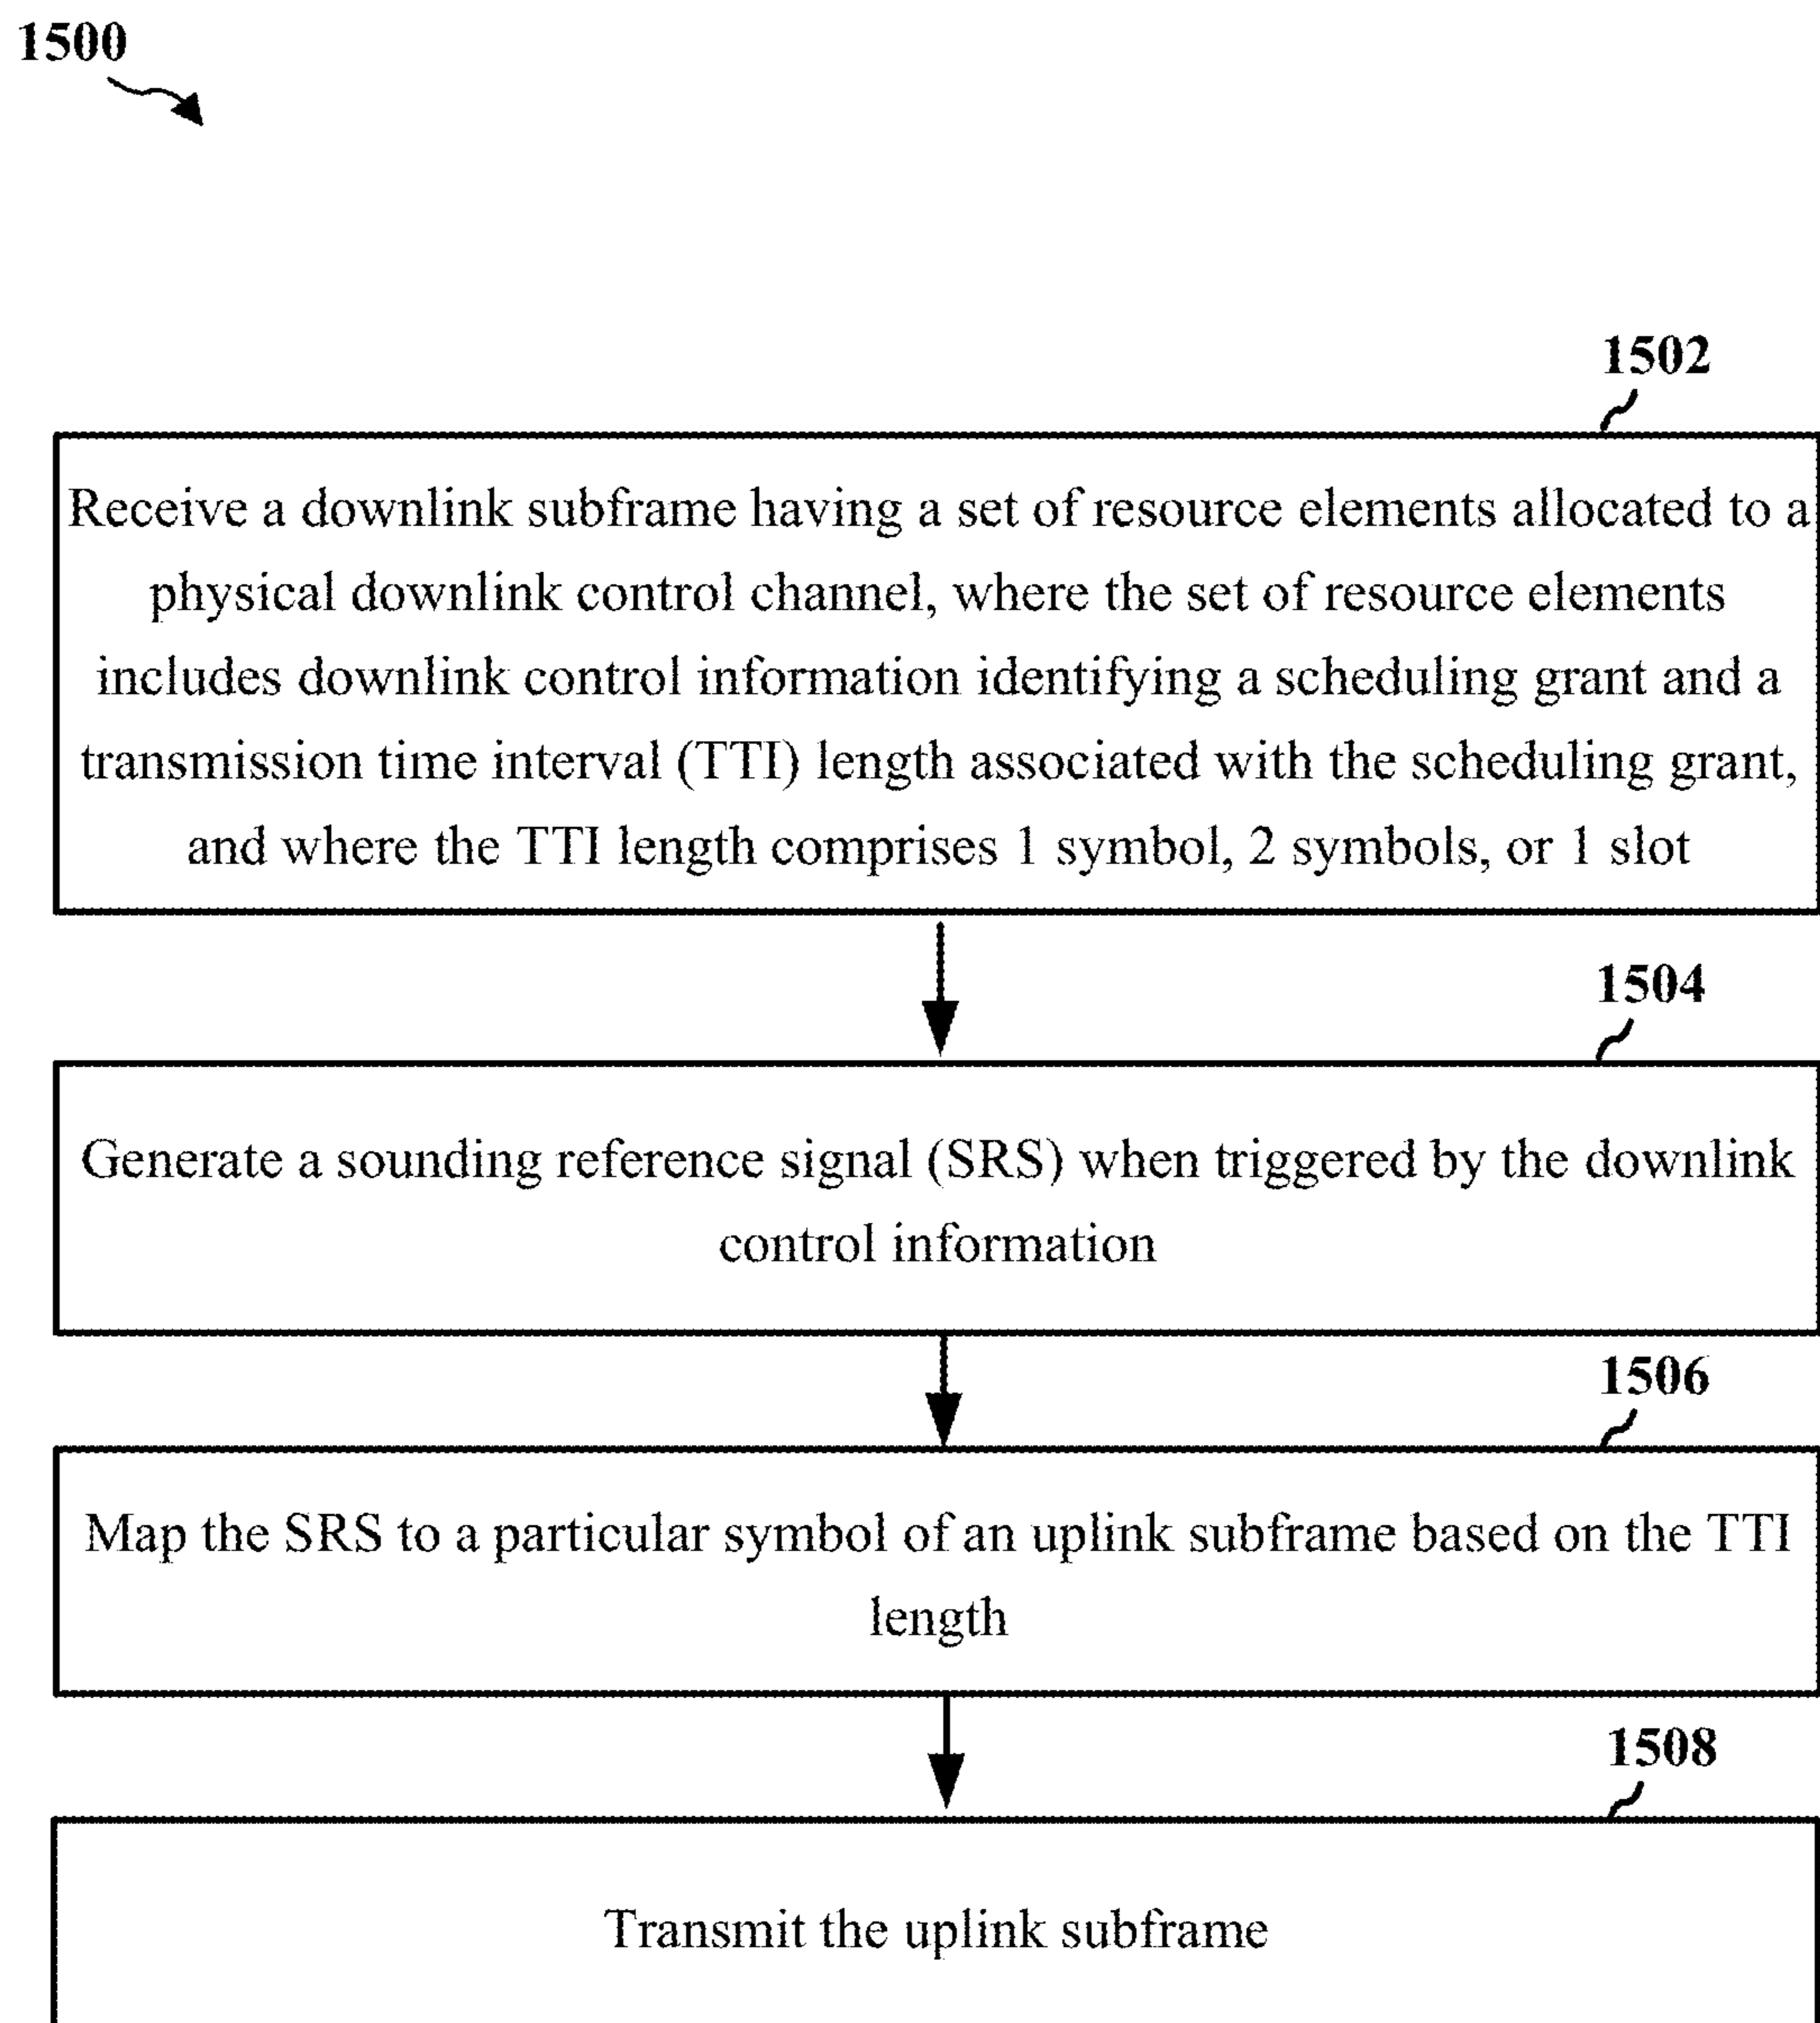 1500
1502
Receive a downlink subframe having a set of resource elements allocated to a
physical downlink control channel, where the set of resource elements
includes downlink control information identifying a scheduling grant and a
transmission time interval (TTI) length associated with the scheduling grant,
and where the TTI length comprises 1 symbol, 2 symbols, or 1 slot
1504
Generate a sounding reference signal (SRS) when triggered by the downlink
control information
1506
Map the SRS to a particular symbol of an uplink subframe based on the TTI
length
1508
Transmit the uplink subframe